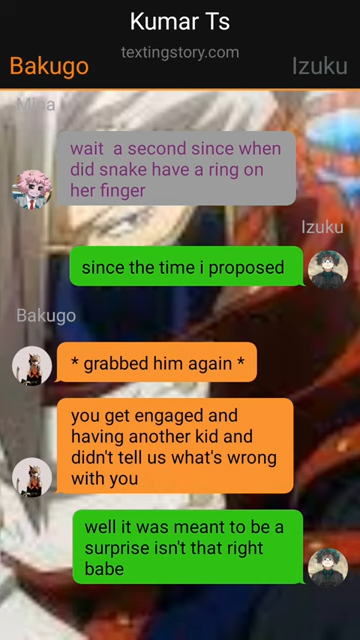 Kumar Ts
textingstory.com
Bakugo
Izuku
Mina
wait a second since when
did snake have a ring on
her finger
Izuku
since the time i proposed
Bakugo
* grabbed him again *
you get engaged and
having another kid and
didn't tell us what's wrong
with you
well it was meant to be a
surprise isn't that right
babe